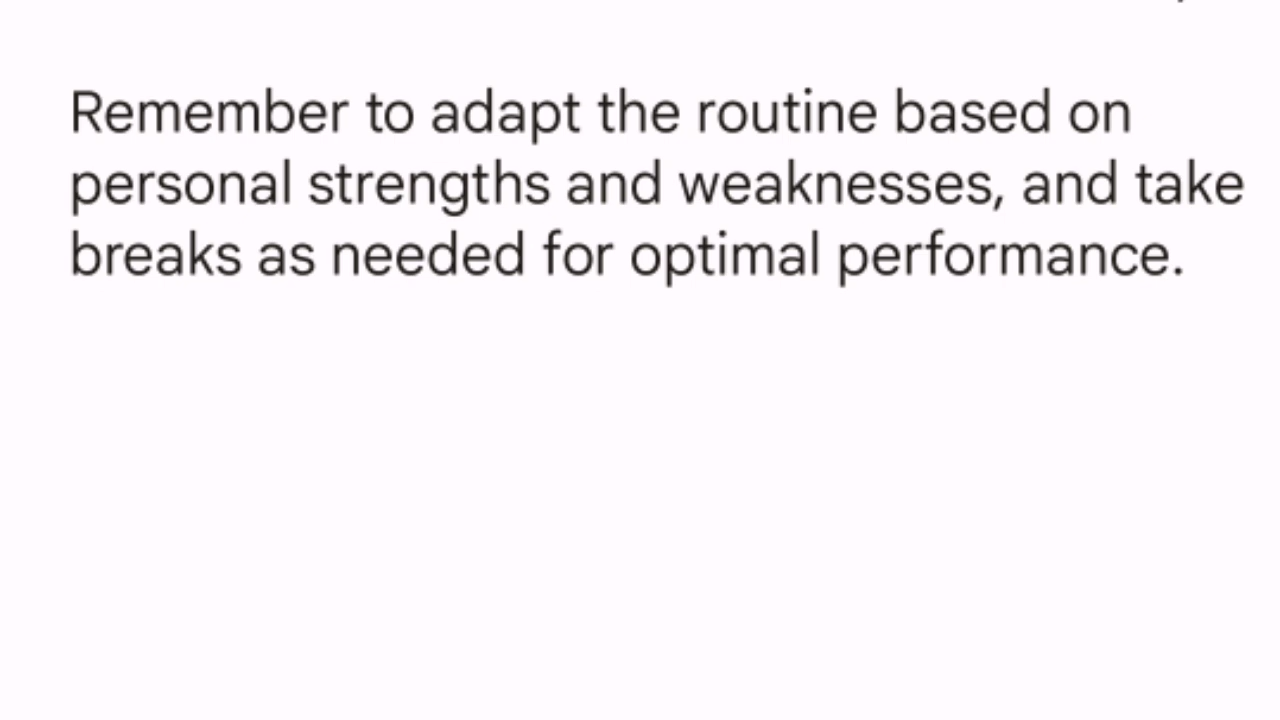 Remember to adapt the routine based on
personal strengths and weaknesses, and take
breaks as needed for optimal performance.